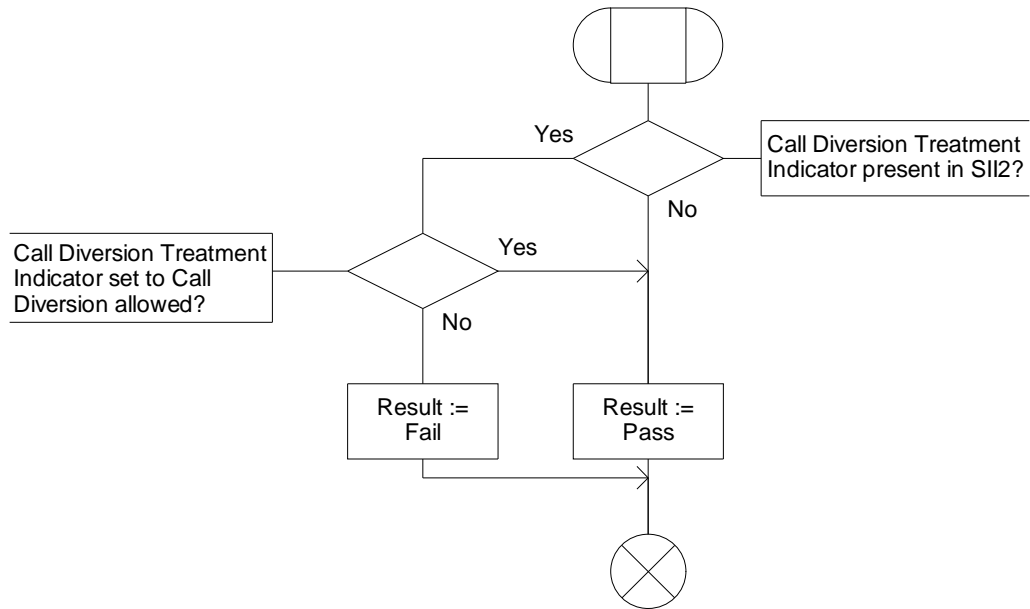 Yes
Call Diversion Treatment
Indicator present in SII2?
No
Call Diversion Treatment
Indicator set to Call
Diversion allowed?
Yes
No
Result :=
Fail
Result :=
Pass